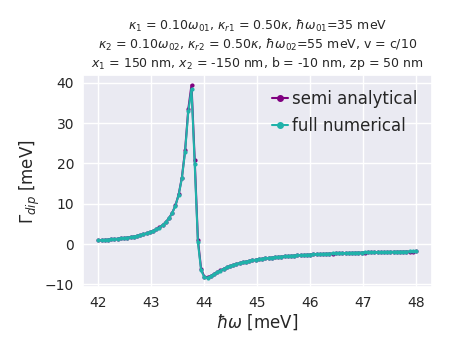 κ₁ = 0.10ω₀₁, κᵣ₁ = 0.50κ, ℏω₀₁=35 meV
κ₂ = 0.10ω₀₂, κᵣ₂ = 0.50κ, ℏω₀₂=55 meV, v = c/10
x₁ = 150 nm, x₂ = -150 nm, b = -10 nm, zp = 50 nm
semi analytical
full numerical
Γ_dip [meV]
40
30
20
10
0
−10
42 43 44 45 46 47 48
ℏω [meV]